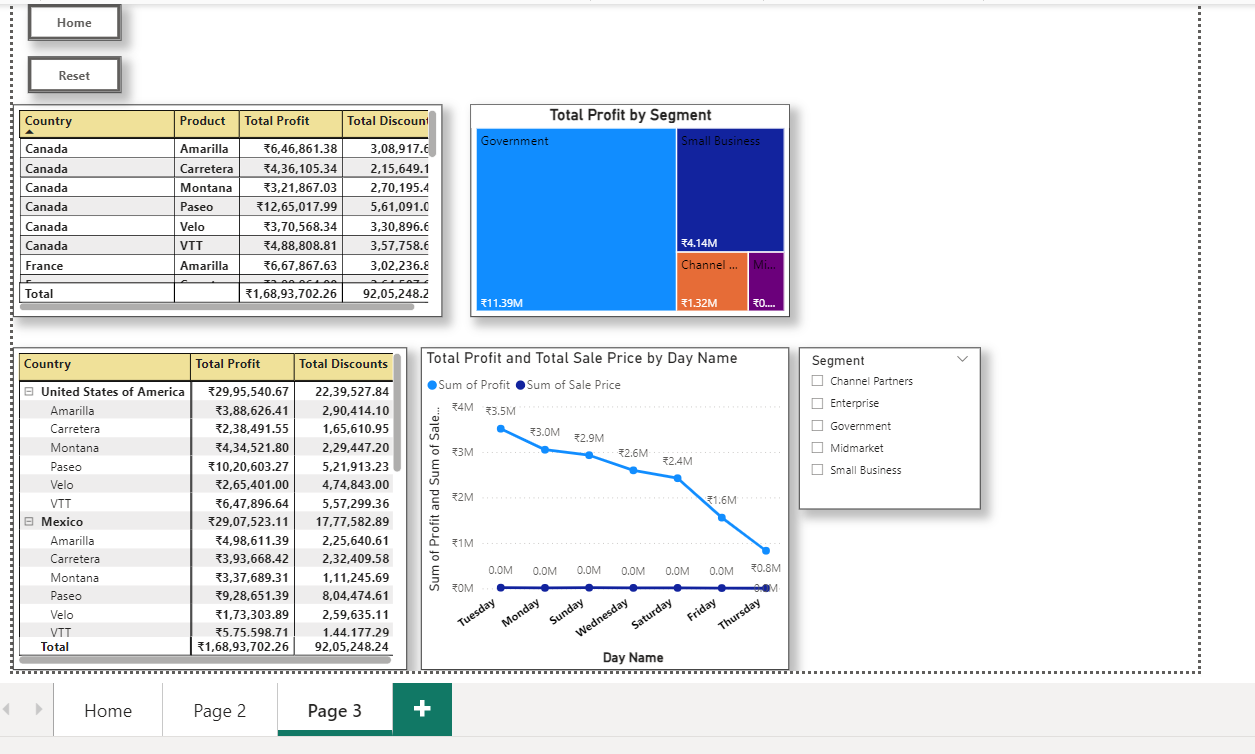 Home
Reset
Country Product Total Profit Total Discount
Canada Amarilla ₹6,46,861.38 3,08,917.6
Canada Carretera ₹4,36,105.34 2,15,649.1
Canada Montana ₹3,21,867.03 2,70,195.4
Canada Paseo ₹12,65,017.99 5,61,091.0
Canada Velo ₹3,70,568.34 3,30,896.6
Canada VTT ₹4,88,808.81 3,57,758.6
France Amarilla ₹6,67,867.63 3,02,236.8
Total ₹1,68,93,702.26 92,05,248.2
Total Profit by Segment
Government
₹11.39M
Small Business
₹4.14M
Channel ...
₹1.32M
Mi...
₹0....
Country Total Profit Total Discounts
United States of America ₹29,95,540.67 22,39,527.84
Amarilla ₹3,88,626.41 2,90,414.10
Carretera ₹2,38,491.55 1,65,610.95
Montana ₹4,34,521.80 2,29,447.20
Paseo ₹10,20,603.27 5,21,913.23
Velo ₹2,65,401.00 4,74,843.00
VTT ₹6,47,896.64 5,57,299.36
Mexico ₹29,07,523.11 17,77,582.89
Amarilla ₹4,98,611.39 2,25,640.61
Carretera ₹3,93,668.42 2,32,409.58
Montana ₹3,37,689.31 1,11,245.69
Paseo ₹9,28,651.39 8,04,474.61
Velo ₹1,73,303.89 2,59,635.11
VTT ₹5,75,598.71 1,44,177.29
Total ₹1,68,93,702.26 92,05,248.24
Total Profit and Total Sale Price by Day Name
Sum of Profit Sum of Sale Price
Sum of Profit and Sum of Sale...
₹4M
₹3M
₹2M
₹1M
₹0M
₹3.5M
₹3.0M
₹2.9M
₹2.6M
₹2.4M
₹1.6M
₹0.8M
0.0M 0.0M 0.0M 0.0M 0.0M 0.0M
0.0M
Tuesday Monday Sunday Wednesday Saturday Friday Thursday
Day Name
Segment
Channel Partners
Enterprise
Government
Midmarket
Small Business
Home Page 2 Page 3 +